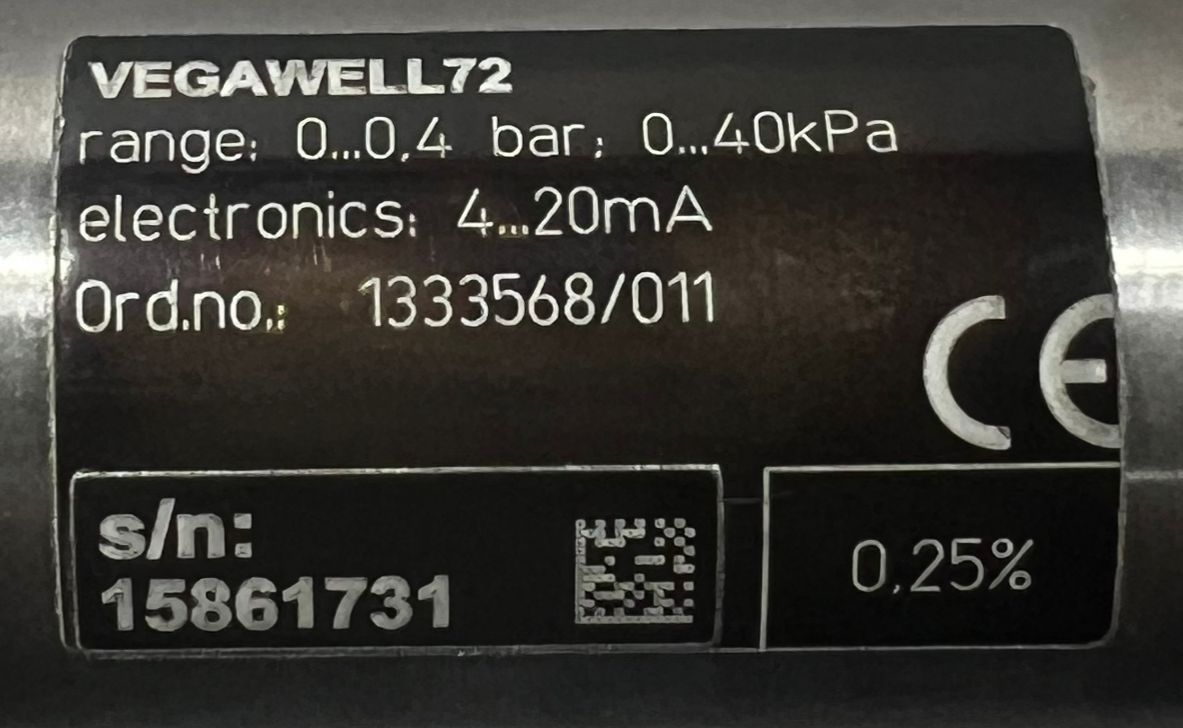 VEGAWELL72
range: 0...0.4 bar; 0...40kPa
electronics: 4...20mA
Ord.no.: 1333568/011
CE
s/n:
15861731
0,25%